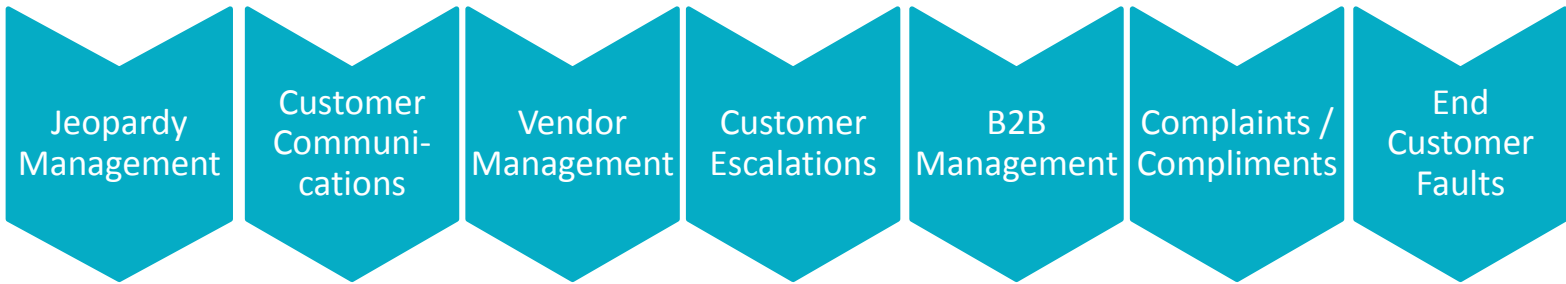 Jeopardy
Management
Customer
Communi-
cations
Vendor
Management
Customer
Escalations
B2B
Management
Complaints /
Compliments
End
Customer
Faults